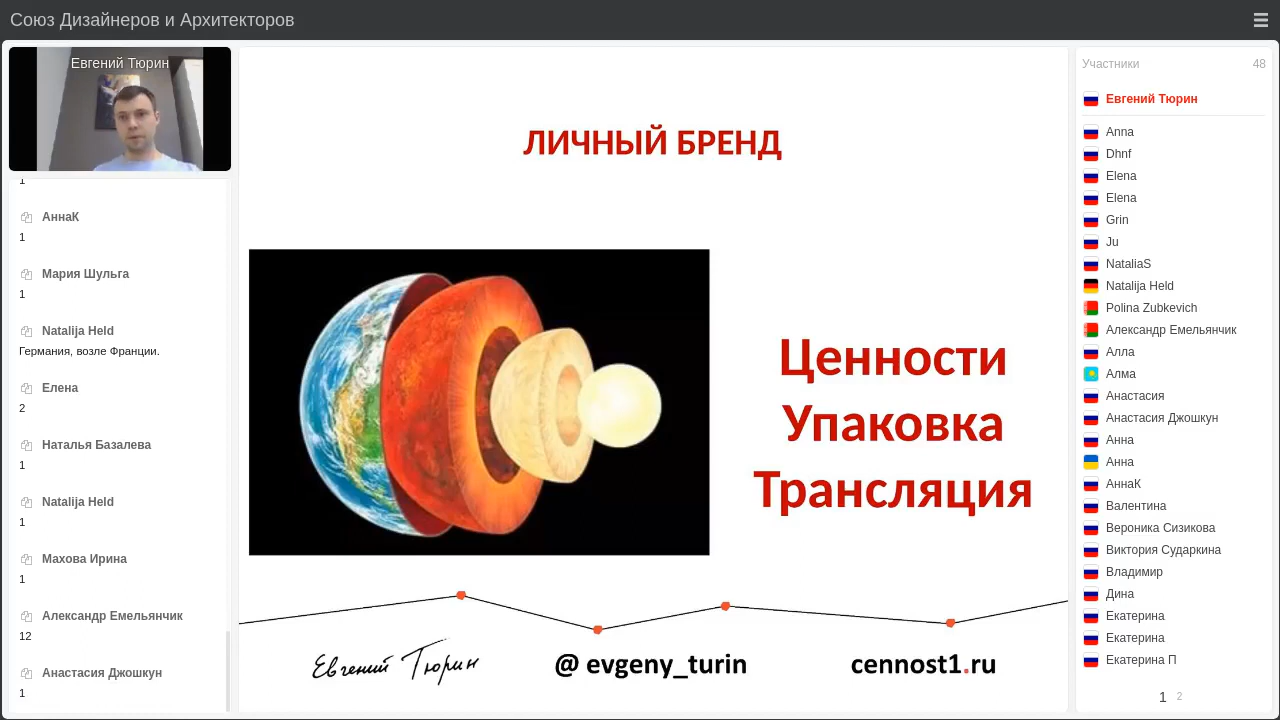 Союз Дизайнеров и Архитекторов
Евгений Тюрин
1
АннаК
1
Мария Шульга
1
Natalija Held
Германия, возле Франции.
Елена
2
Наталья Базалева
1
Natalija Held
1
Махова Ирина
1
Александр Емельянчик
12
Анастасия Джошкун
1
ЛИЧНЫЙ БРЕНД
Ценности
Упаковка
Трансляция
Евгений Тюрин
@ evgeny_turin
cennost1.ru
Участники 48
Евгений Тюрин
Anna
Dhnf
Elena
Elena
Grin
Ju
NataliaS
Natalija Held
Polina Zubkevich
Александр Емельянчик
Алла
Алма
Анастасия
Анастасия Джошкун
Анна
Анна
АннаК
Валентина
Вероника Сизикова
Виктория Сударкина
Владимир
Дина
Екатерина
Екатерина
Екатерина П
1 2